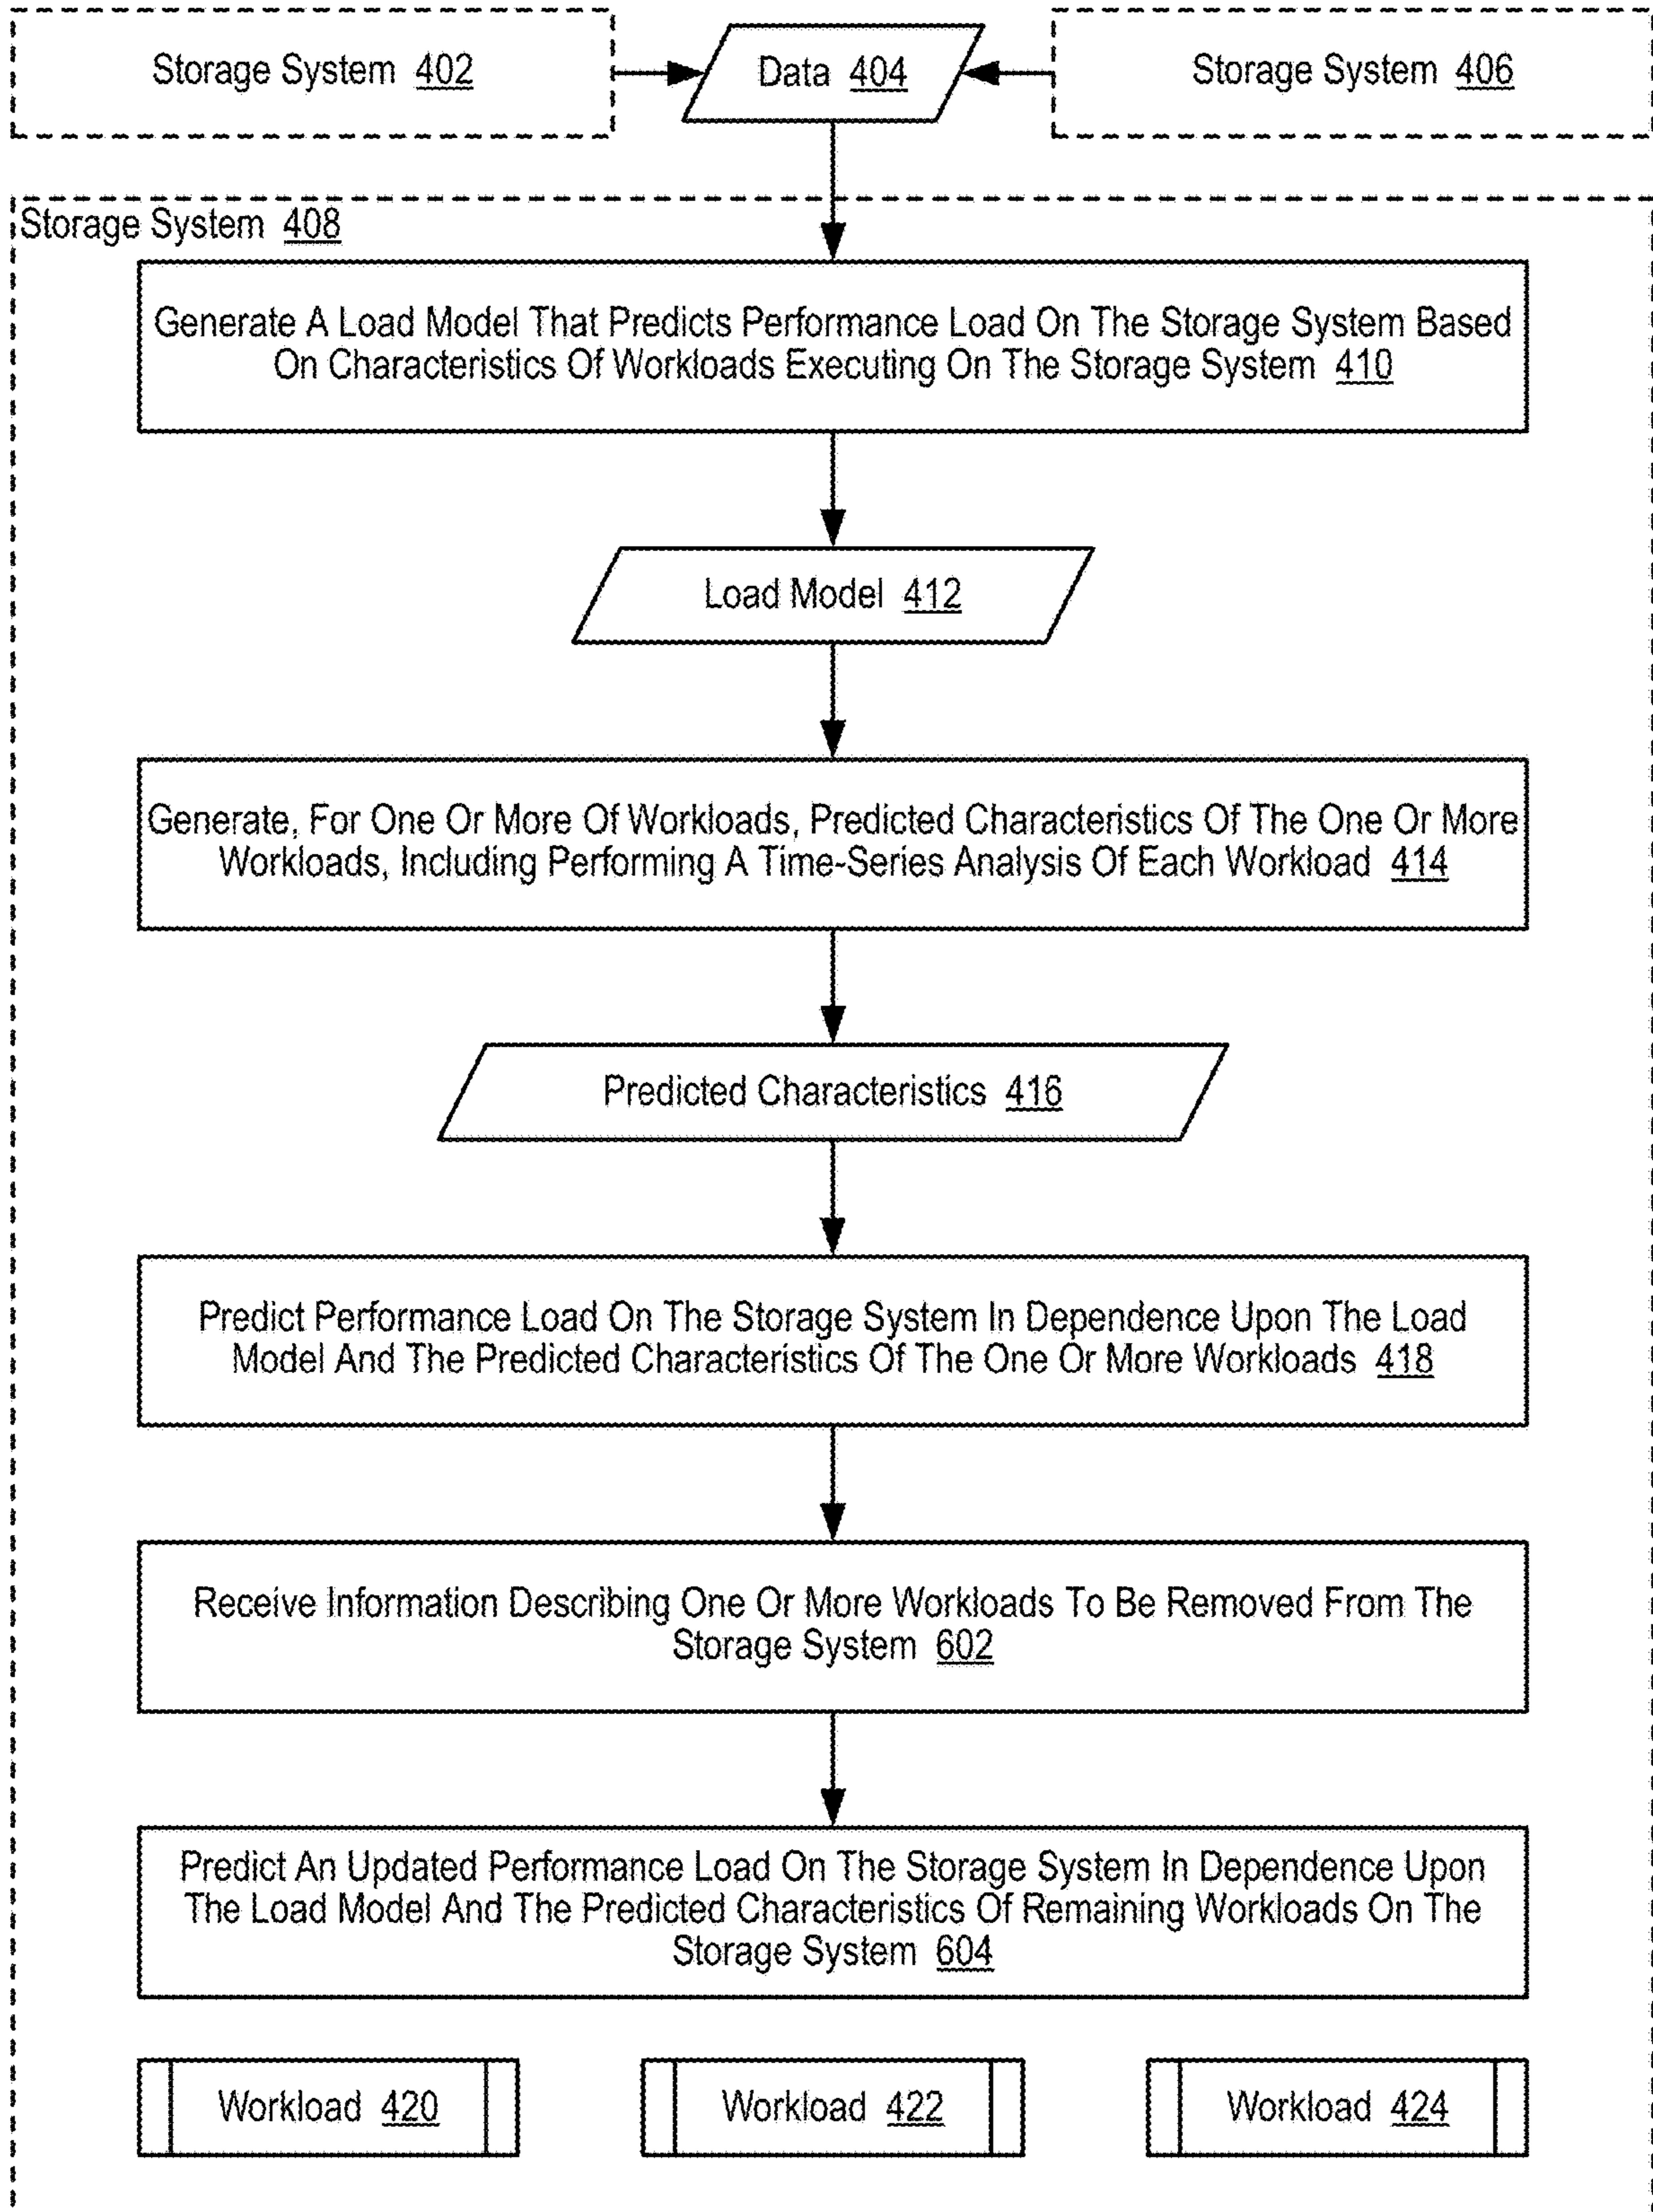 Storage System 402
Data 404
Storage System 406
Storage System 408
Generate A Load Model That Predicts Performance Load On The Storage System Based
On Characteristics Of Workloads Executing On The Storage System 410
Load Model 412
Generate, For One Or More Of Workloads, Predicted Characteristics Of The One Or More
Workloads, Including Performing A Time-Series Analysis Of Each Workload 414
Predicted Characteristics 416
Predict Performance Load On The Storage System In Dependence Upon The Load
Model And The Predicted Characteristics Of The One Or More Workloads 418
Receive Information Describing One Or More Workloads To Be Removed From The
Storage System 602
Predict An Updated Performance Load On The Storage System In Dependence Upon
The Load Model And The Predicted Characteristics Of Remaining Workloads On The
Storage System 604
Workload 420
Workload 422
Workload 424